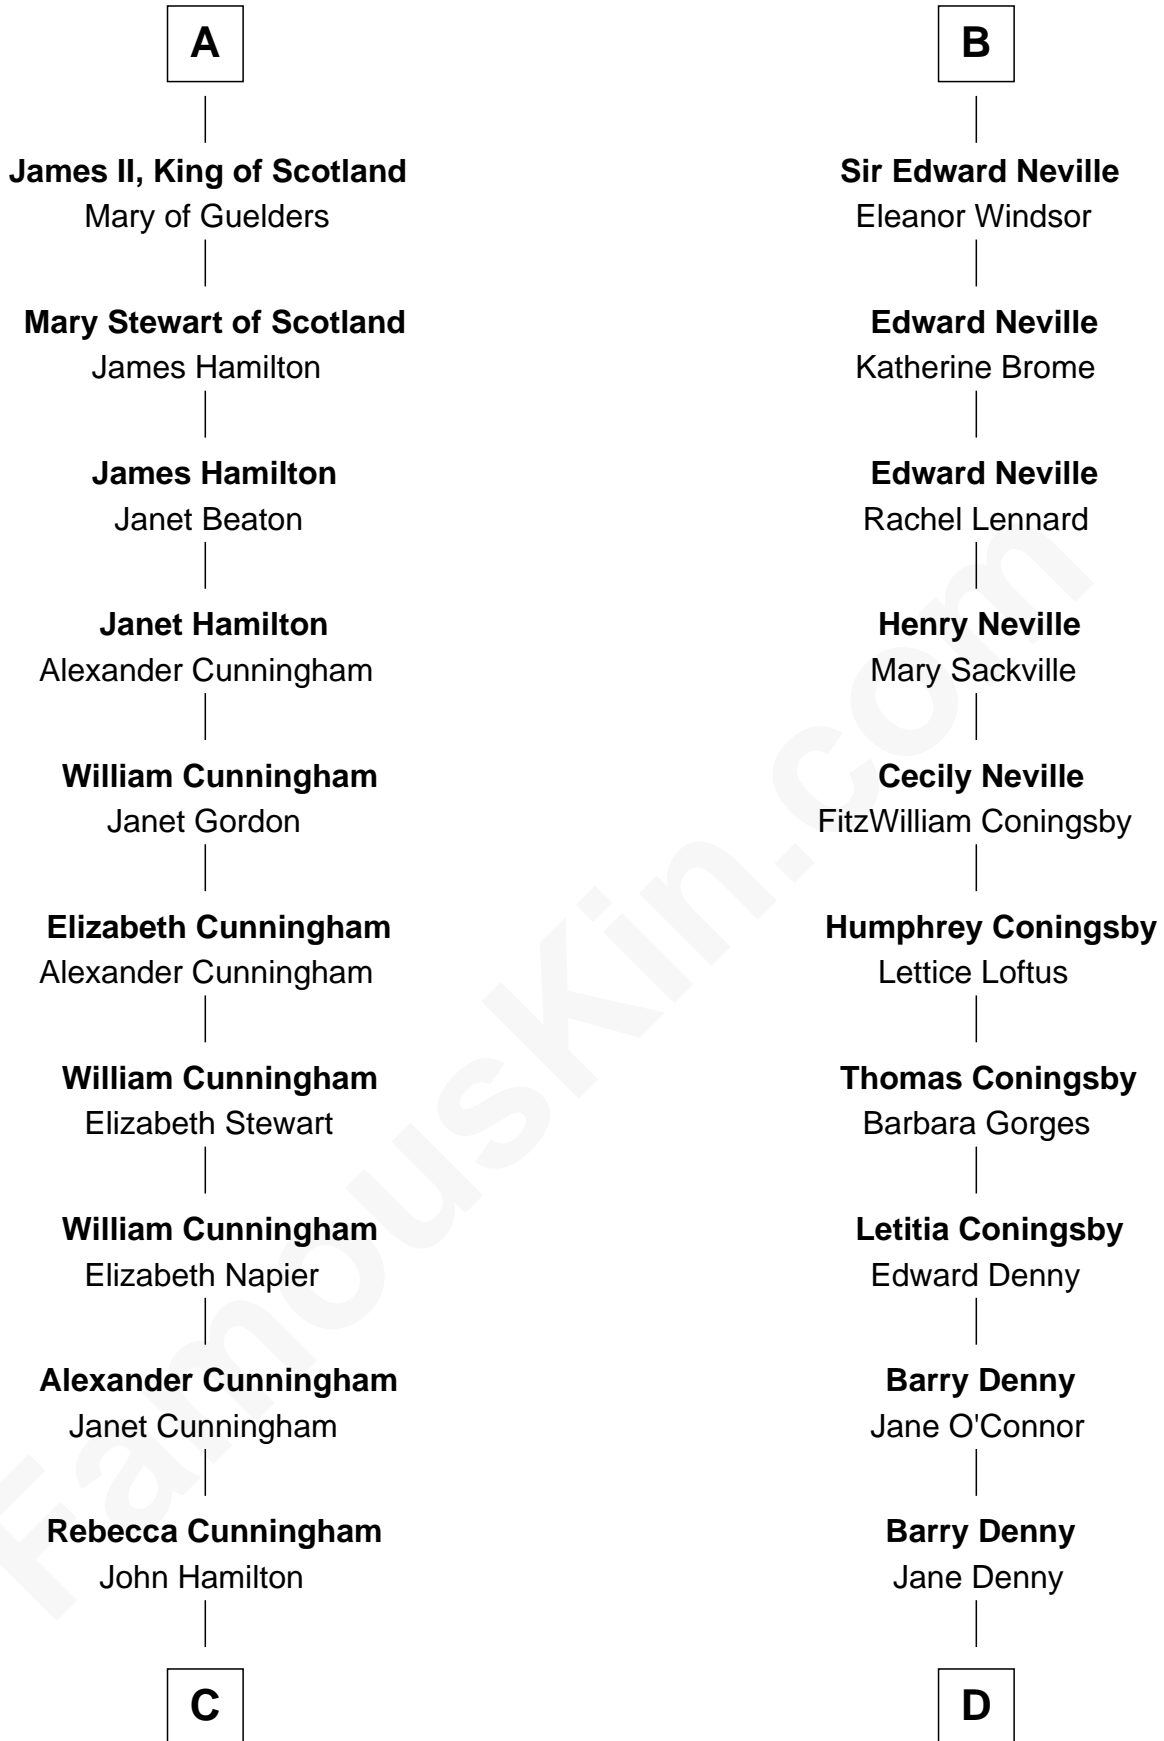 A
James II, King of Scotland
Mary of Guelders
Mary Stewart of Scotland
James Hamilton
James Hamilton
Janet Beaton
Janet Hamilton
Alexander Cunningham
William Cunningham
Janet Gordon
Elizabeth Cunningham
Alexander Cunningham
William Cunningham
Elizabeth Stewart
William Cunningham
Elizabeth Napier
Alexander Cunningham
Janet Cunningham
Rebecca Cunningham
John Hamilton
C
B
Sir Edward Neville
Eleanor Windsor
Edward Neville
Katherine Brome
Edward Neville
Rachel Lennard
Henry Neville
Mary Sackville
Cecily Neville
FitzWilliam Coningsby
Humphrey Coningsby
Lettice Loftus
Thomas Coningsby
Barbara Gorges
Letitia Coningsby
Edward Denny
Barry Denny
Jane O'Connor
Barry Denny
Jane Denny
D
FamousKin.com